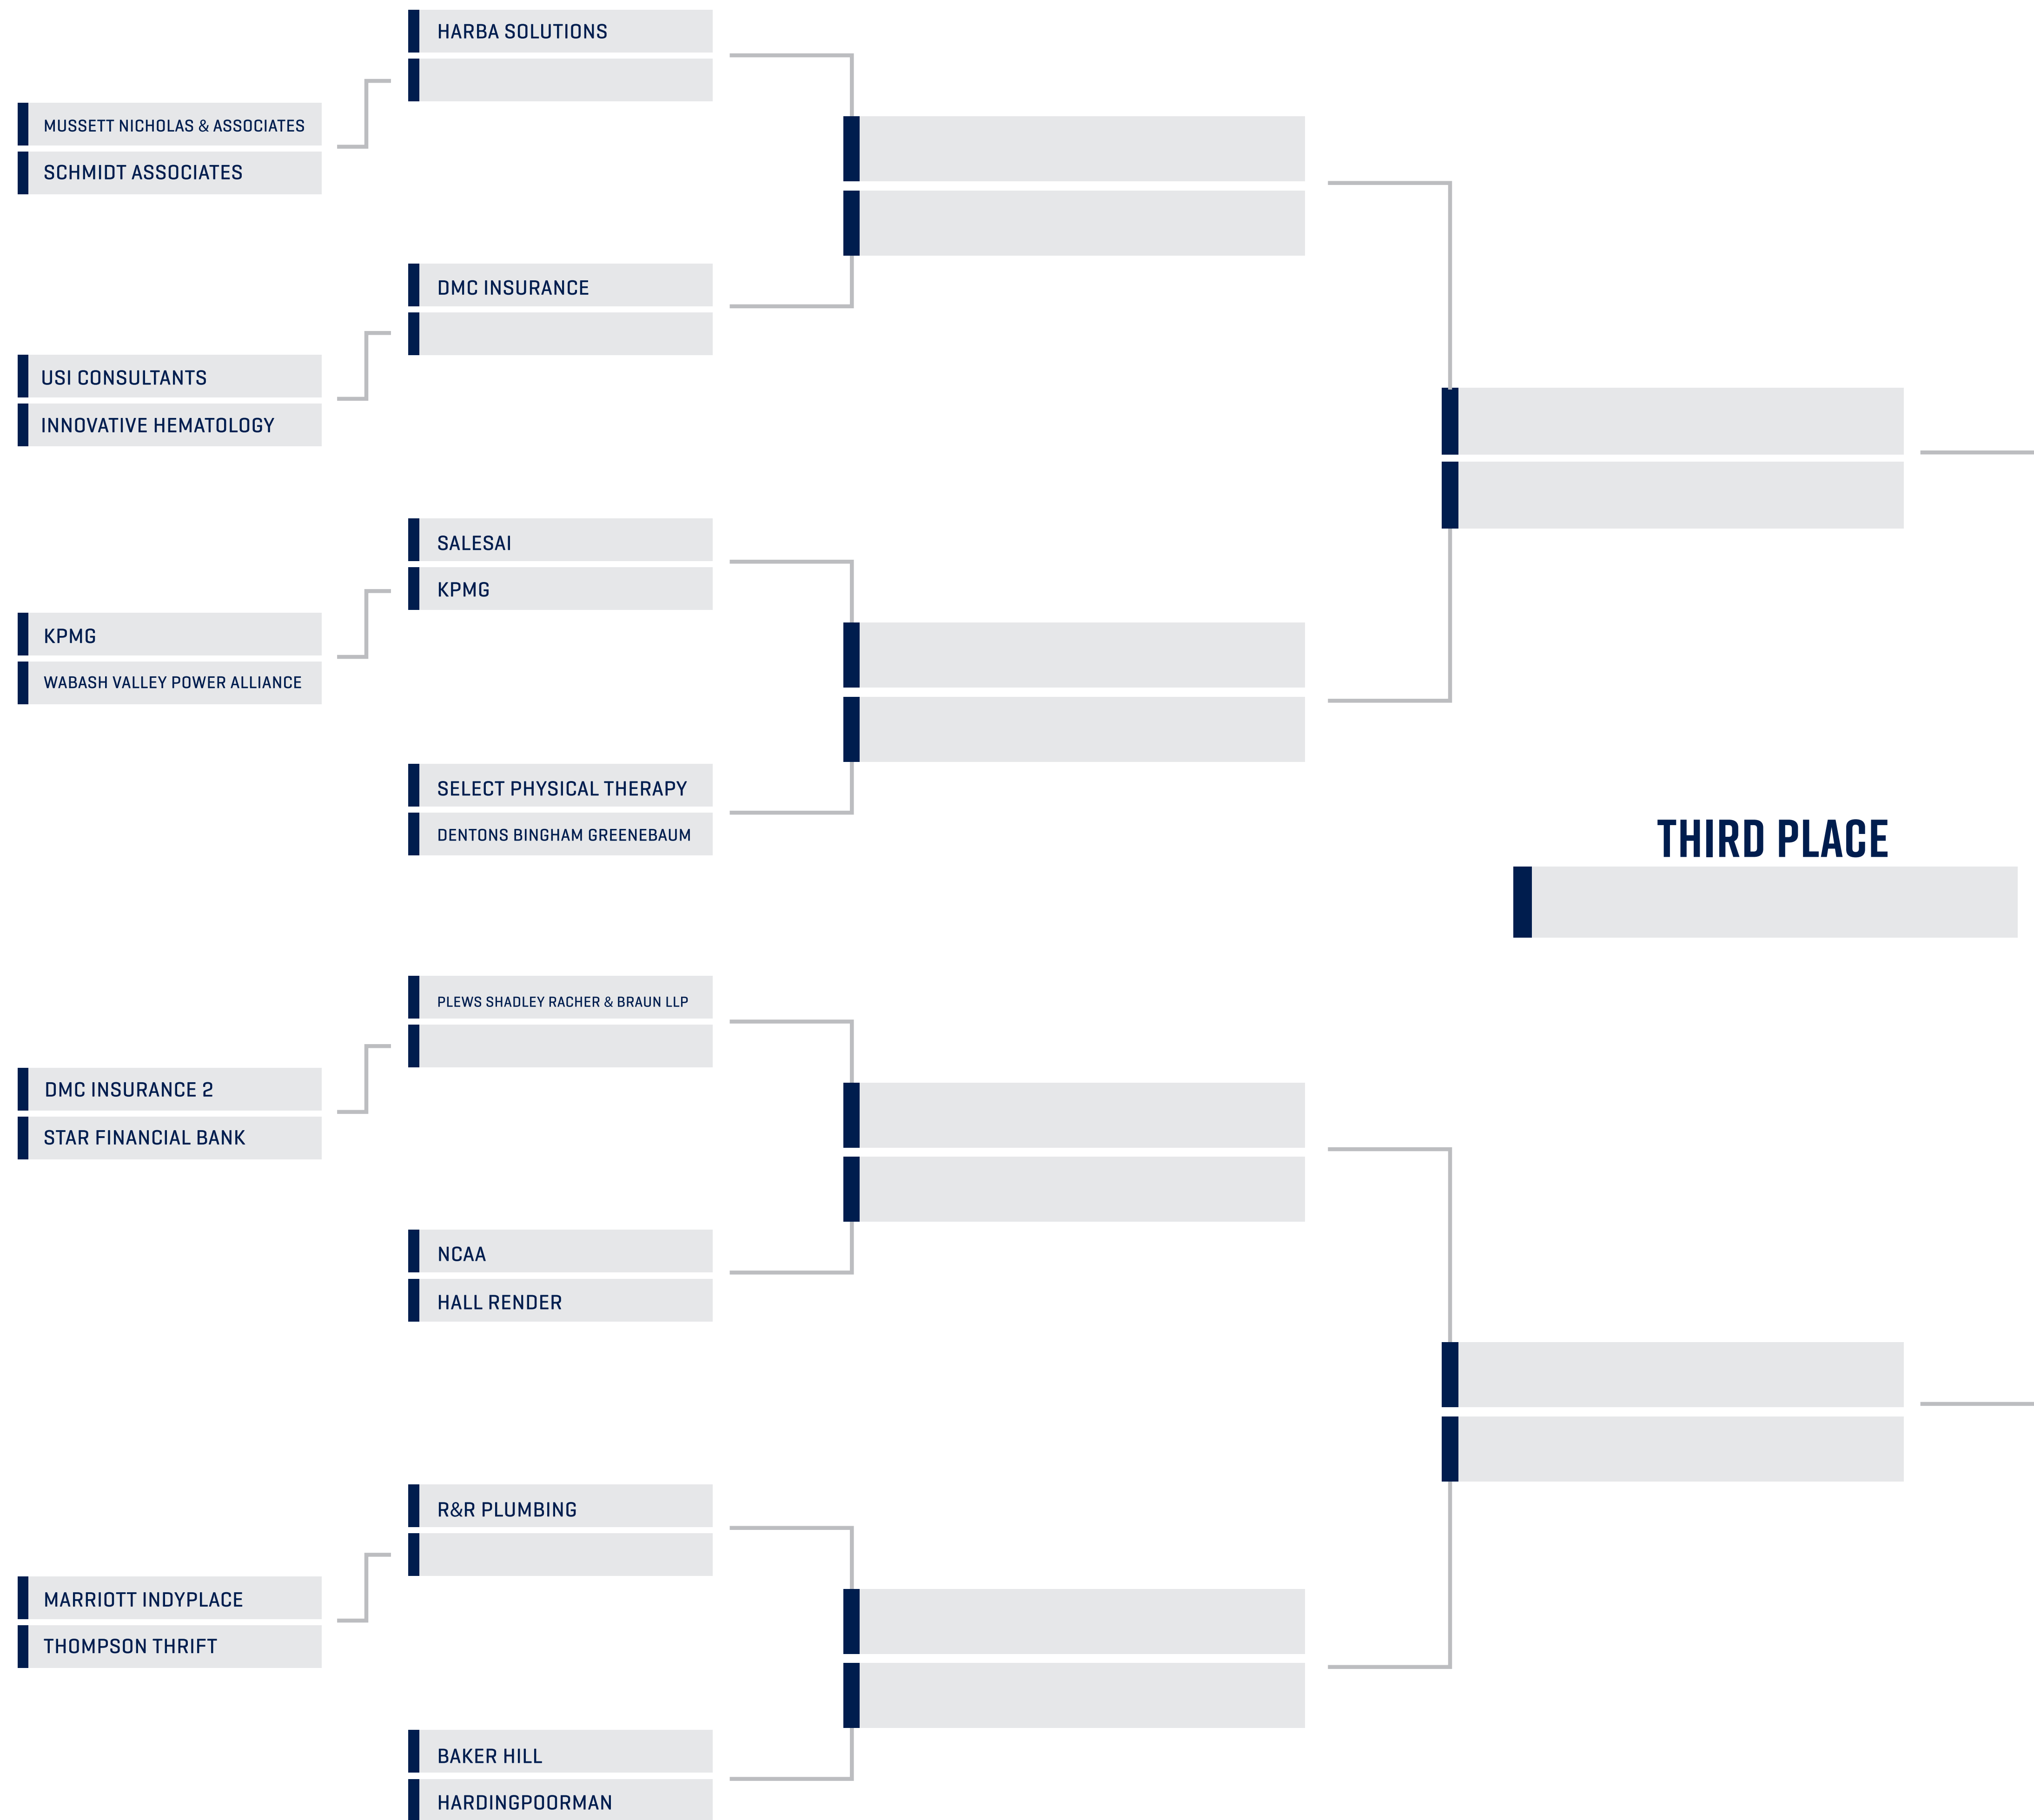 HARBA SOLUTIONS
MUSSETT NICHOLAS & ASSOCIATES
SCHMIDT ASSOCIATES
DMC INSURANCE
USI CONSULTANTS
INNOVATIVE HEMATOLOGY
SALESAI
KPMG
KPMG
WABASH VALLEY POWER ALLIANCE
SELECT PHYSICAL THERAPY
DENTONS BINGHAM GREENEBAUM
THIRD PLACE
PLEWS SHADLEY RACHER & BRAUN LLP
DMC INSURANCE 2
STAR FINANCIAL BANK
NCAA
HALL RENDER
R&R PLUMBING
MARRIOTT INDYPLACE
THOMPSON THRIFT
BAKER HILL
HARDINGPOORMAN